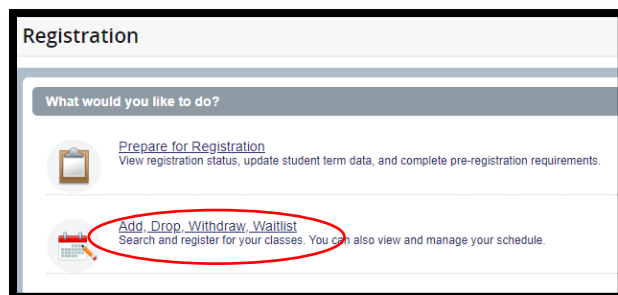 Registration
What would you like to do?
Prepare for Registration
View registration status, update student term data, and complete pre-registration requirements.
Add, Drop, Withdraw, Waitlist
Search and register for your classes. You can also view and manage your schedule.